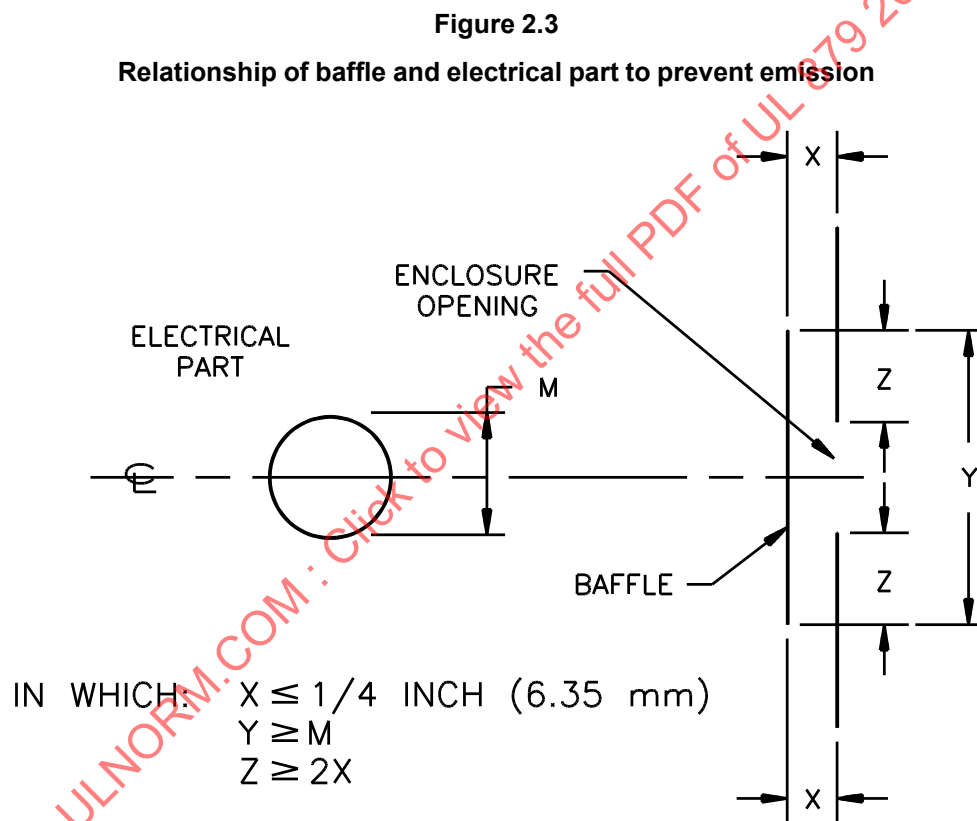 Figure 2.3
Relationship of baffle and electrical part to prevent emission
X
ENCLOSURE
OPENING
ELECTRICAL
PART
M
Z
℄
Y
BAFFLE
Z
IN WHICH: X ≤ 1/4 INCH (6.35 mm)
Y ≥ M
Z ≥ 2X
X
ULNORM.COM : Click to view the full PDF of UL 879